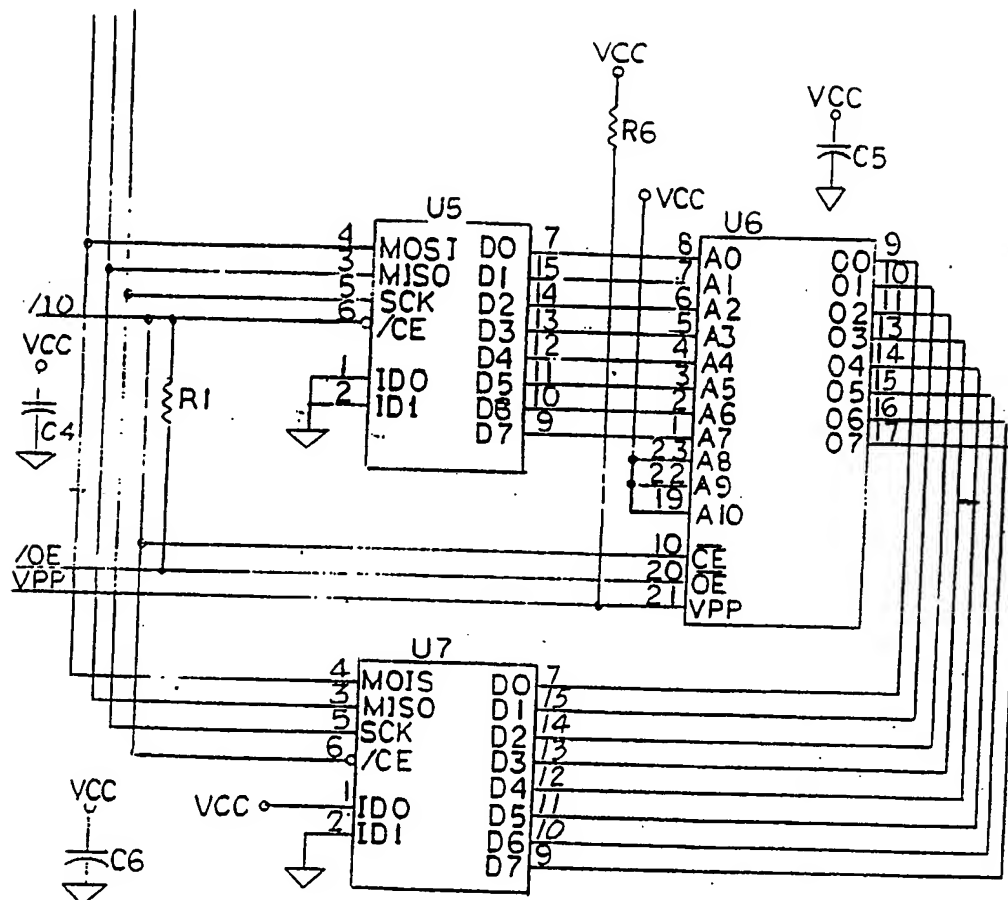 VCC
R6
VCC
C5
VCC
U5
U6
4 MOSI D0 7
3 MISO D1 15
5 SCK D2 14
6 /CE D3 13
D4 12
1 ID0 D5 11
2 ID1 D6 10
D7 9
/IO
VCC
C4
R1
8 A0 O0 9
7 A1 O1 10
6 A2 O2 11
5 A3 O3 13
4 A4 O4 14
3 A5 O5 15
2 A6 O6 16
1 A7 O7 17
23 A8
22 A9
19 A10
10 CE
20 OE
21 VPP
/OE
VPP
U7
4 MOIS D0 7
3 MISO D1 15
5 SCK D2 14
6 /CE D3 13
D4 12
VCC 1 ID0 D5 11
2 ID1 D6 10
D7 9
VCC
C6